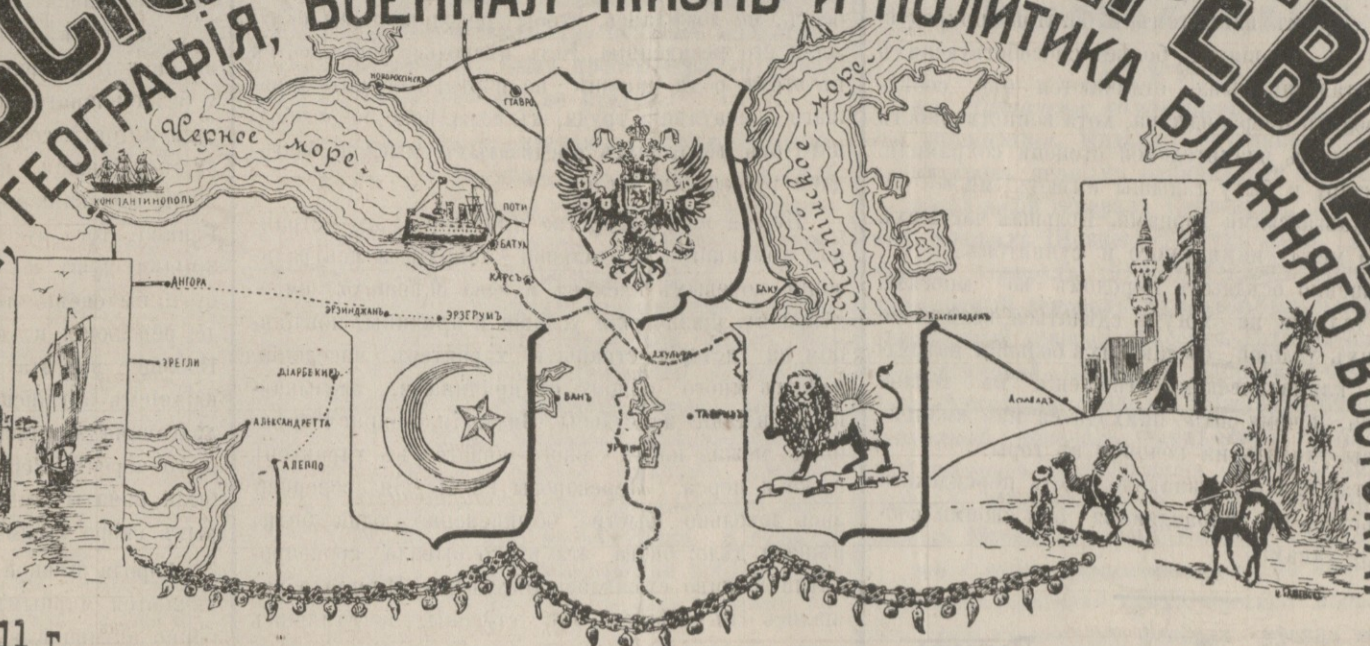 ГЕОГРАФІЯ, ВОЕННАЯ ЖИЗНЬ И ПОЛИТИКА БЛИЖНЯГО
НОВОРОССІЙСКЪ
Черное море.
Каспійское море.
КОНСТАНТИНОПОЛЬ
ПОТИ
БАТУМ
КАРСЪ
БАКУ
АНГОРА
ЭРЗИНДЖАНЪ
ЭРЗЕРУМЪ
Красноводскъ
ДЖУЛЬФА
ЭРЕГЛИ
ДІАРБЕКИРЪ
ВАНЪ
Асхабадъ
ТАВРИЗЪ
АЛЕКСАНДРЕТТА
АЛЕППО